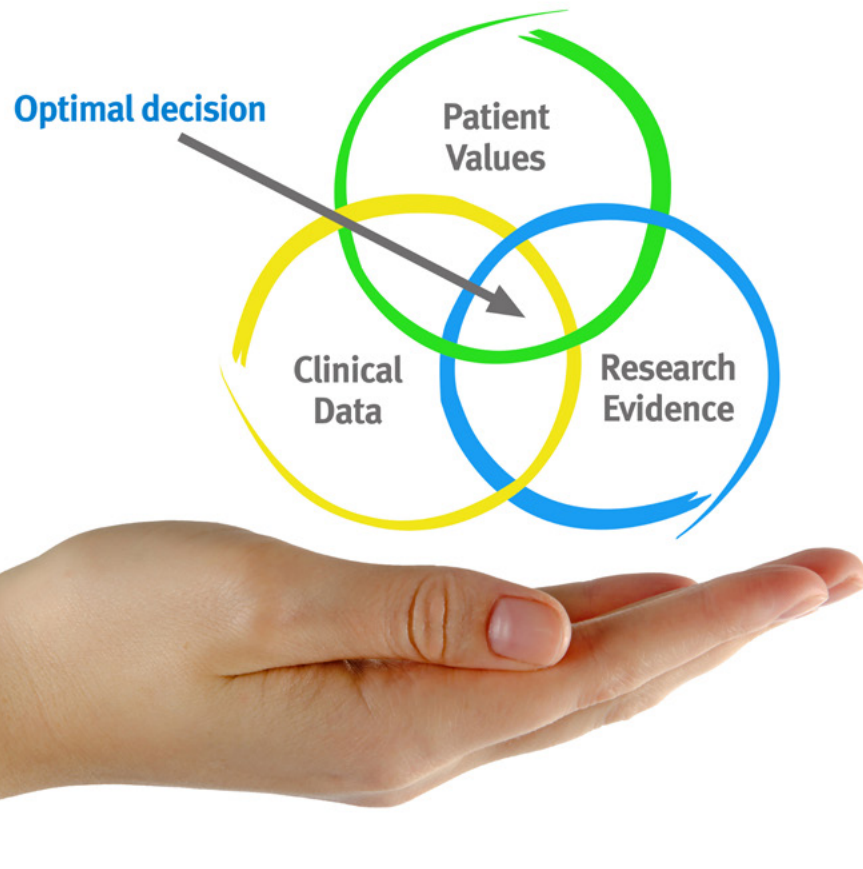 Optimal decision
Patient
Values
Clinical
Data
Research
Evidence